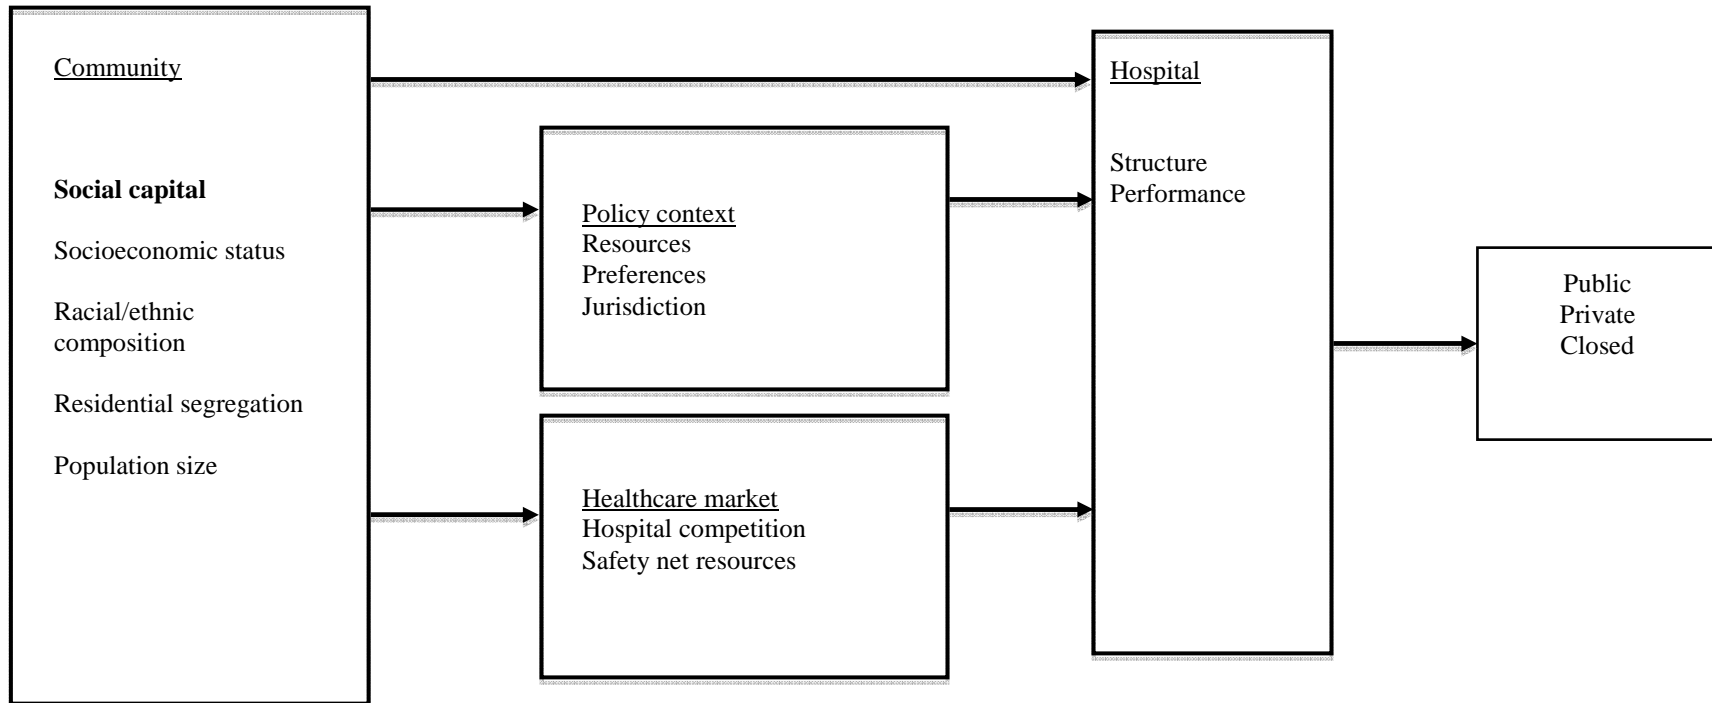 Community
Social capital
Socioeconomic status
Racial/ethnic
composition
Residential segregation
Population size
Policy context
Resources
Preferences
Jurisdiction
Healthcare market
Hospital competition
Safety net resources
Hospital
Structure
Performance
Public
Private
Closed